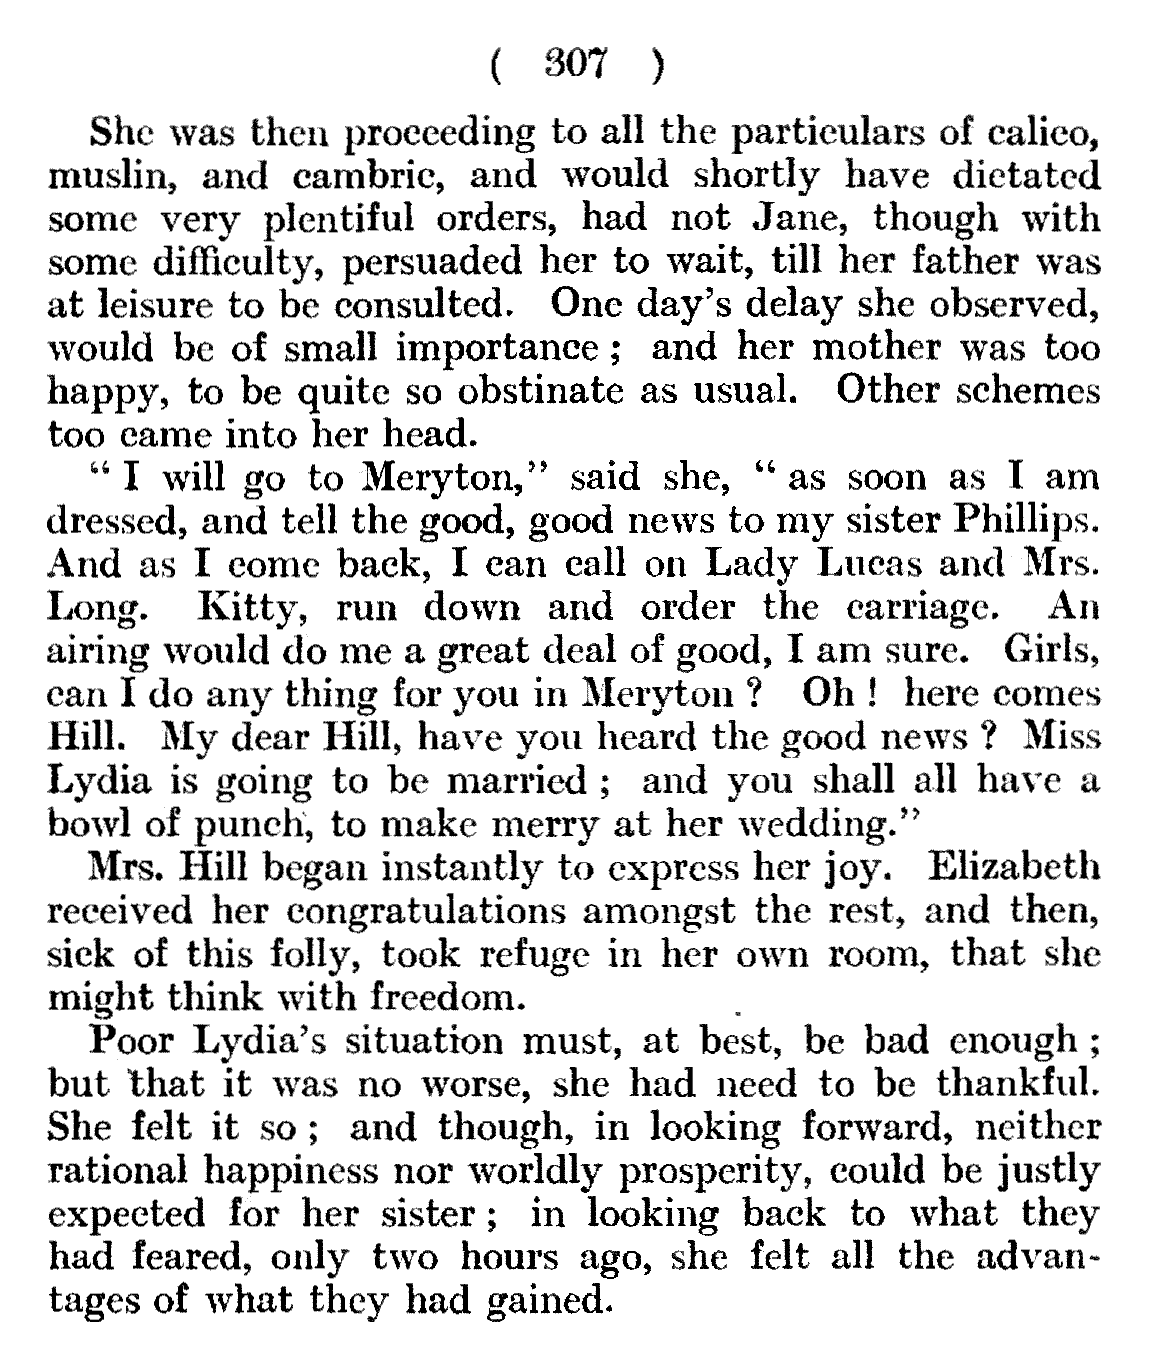 ( 307 )
She was then proceeding to all the particulars of calico,
muslin, and cambric, and would shortly have dictated
some very plentiful orders, had not Jane, though with
some difficulty, persuaded her to wait, till her father was
at leisure to be consulted. One day's delay she observed,
would be of small importance ; and her mother was too
happy, to be quite so obstinate as usual. Other schemes
too came into her head.
“ I will go to Meryton,” said she, “ as soon as I am
dressed, and tell the good, good news to my sister Phillips.
And as I come back, I can call on Lady Lucas and Mrs.
Long. Kitty, run down and order the carriage. An
airing would do me a great deal of good, I am sure. Girls,
can I do any thing for you in Meryton ? Oh ! here comes
Hill. My dear Hill, have you heard the good news ? Miss
Lydia is going to be married ; and you shall all have a
bowl of punch, to make merry at her wedding.”
Mrs. Hill began instantly to express her joy. Elizabeth
received her congratulations amongst the rest, and then,
sick of this folly, took refuge in her own room, that she
might think with freedom.
Poor Lydia's situation must, at best, be bad enough ;
but that it was no worse, she had need to be thankful.
She felt it so ; and though, in looking forward, neither
rational happiness nor worldly prosperity, could be justly
expected for her sister ; in looking back to what they
had feared, only two hours ago, she felt all the advan-
tages of what they had gained.